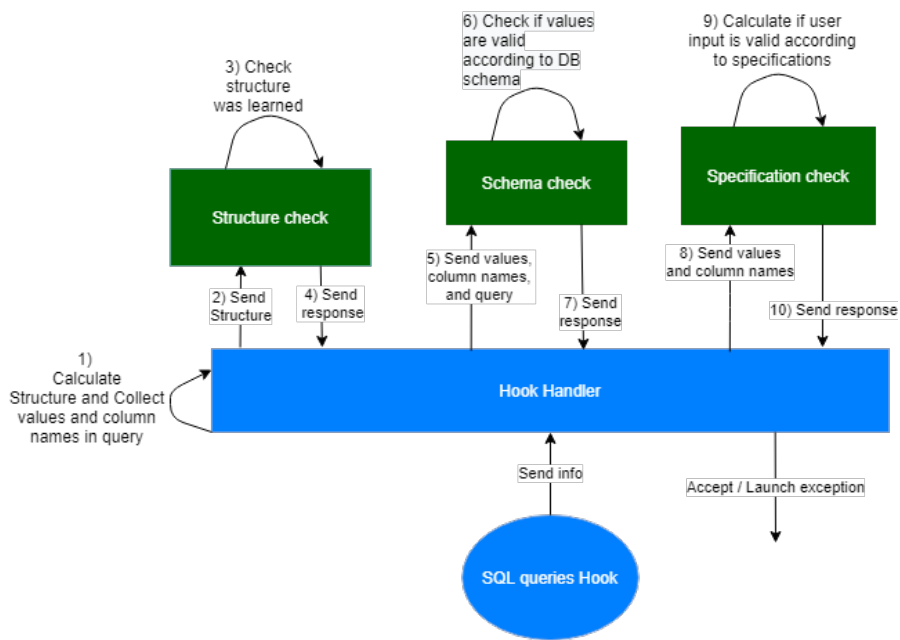 3) Check
structure
was learned
6) Check if values
are valid
according to DB
schema
9) Calculate if user
input is valid according
to specifications
Structure check
Schema check
Specification check
2) Send
Structure
4) Send
response
5) Send values,
column names,
and query
7) Send
response
8) Send values
and column names
10) Send response
1)
Calculate
Structure and Collect
values and column
names in query
Hook Handler
Send info
Accept / Launch exception
SQL queries Hook